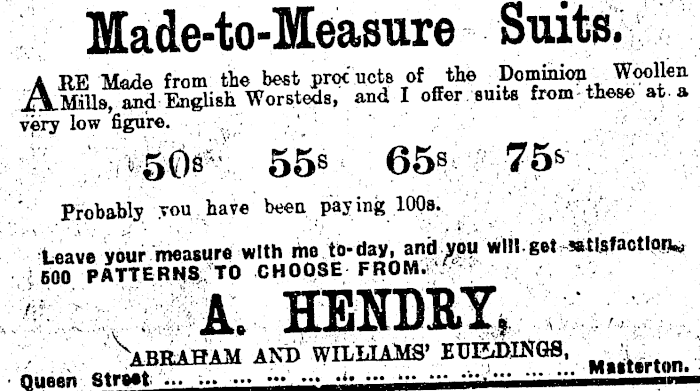 Made-to-Measure Suits.
ARE Made from the best products of the Dominion Woollen
Mills, and English Worsteds, and I offer suits from these at a
very low figure.
50s 55s 65s 75s
Probably you have been paying 100s.
Leave your measure with me to-day, and you will get satisfaction.
500 PATTERNS TO CHOOSE FROM.
A. HENDRY,
ABRAHAM AND WILLIAMS' BUILDINGS,
Queen Street ... ... ... ... ... ... ... ... ... ... ... Masterton.